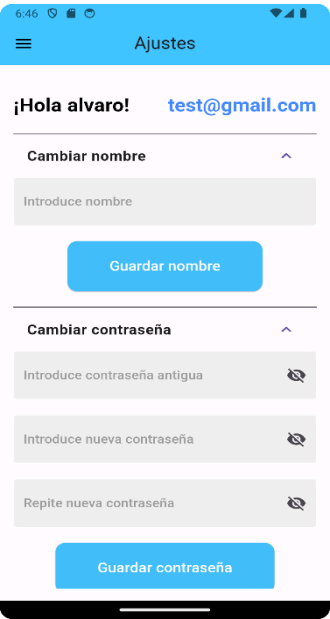 6:46
Ajustes
¡Hola alvaro! test@gmail.com
Cambiar nombre
Introduce nombre
Guardar nombre
Cambiar contraseña
Introduce contraseña antigua
Introduce nueva contraseña
Repite nueva contraseña
Guardar contraseña